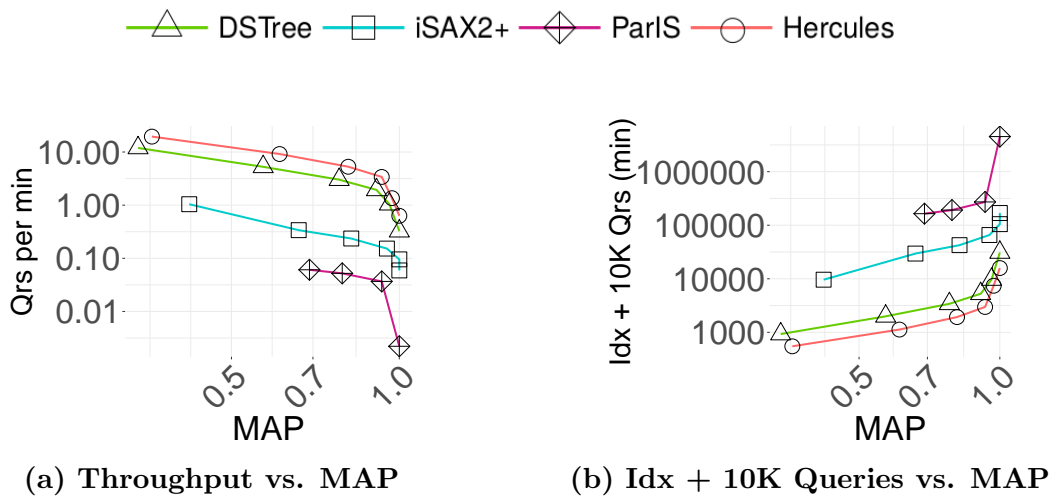 DSTree iSAX2+ ParIS Hercules
Qrs per min
10.00
1.00
0.10
0.01
0.5 0.7 1.0
MAP
(a) Throughput vs. MAP
Idx + 10K Qrs (min)
1000000
100000
10000
1000
0.5 0.7 1.0
MAP
(b) Idx + 10K Queries vs. MAP